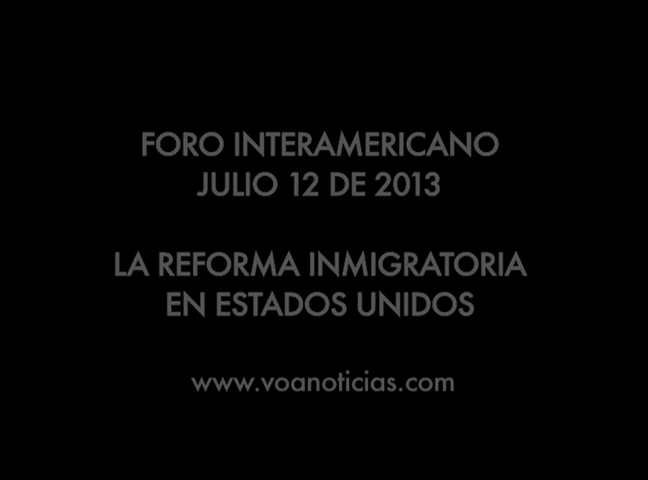 FORO INTERAMERICANO
JULIO 12 DE 2013
LA REFORMA INMIGRATORIA
EN ESTADOS UNIDOS
www.voanoticias.com